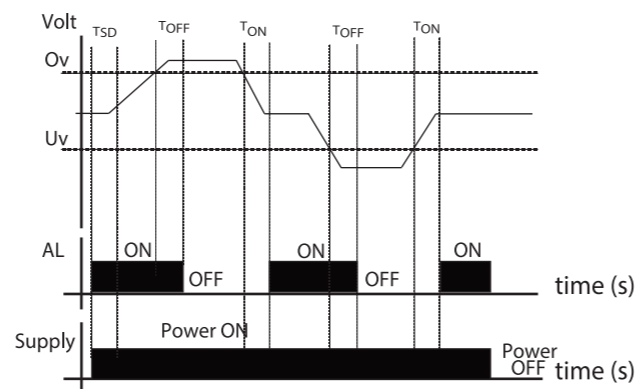 Volt
TSD
TOFF
TON
TOFF
TON
Ov
Uv
AL
ON
OFF
ON
OFF
ON
time (s)
Supply
Power ON
Power
OFF
time (s)